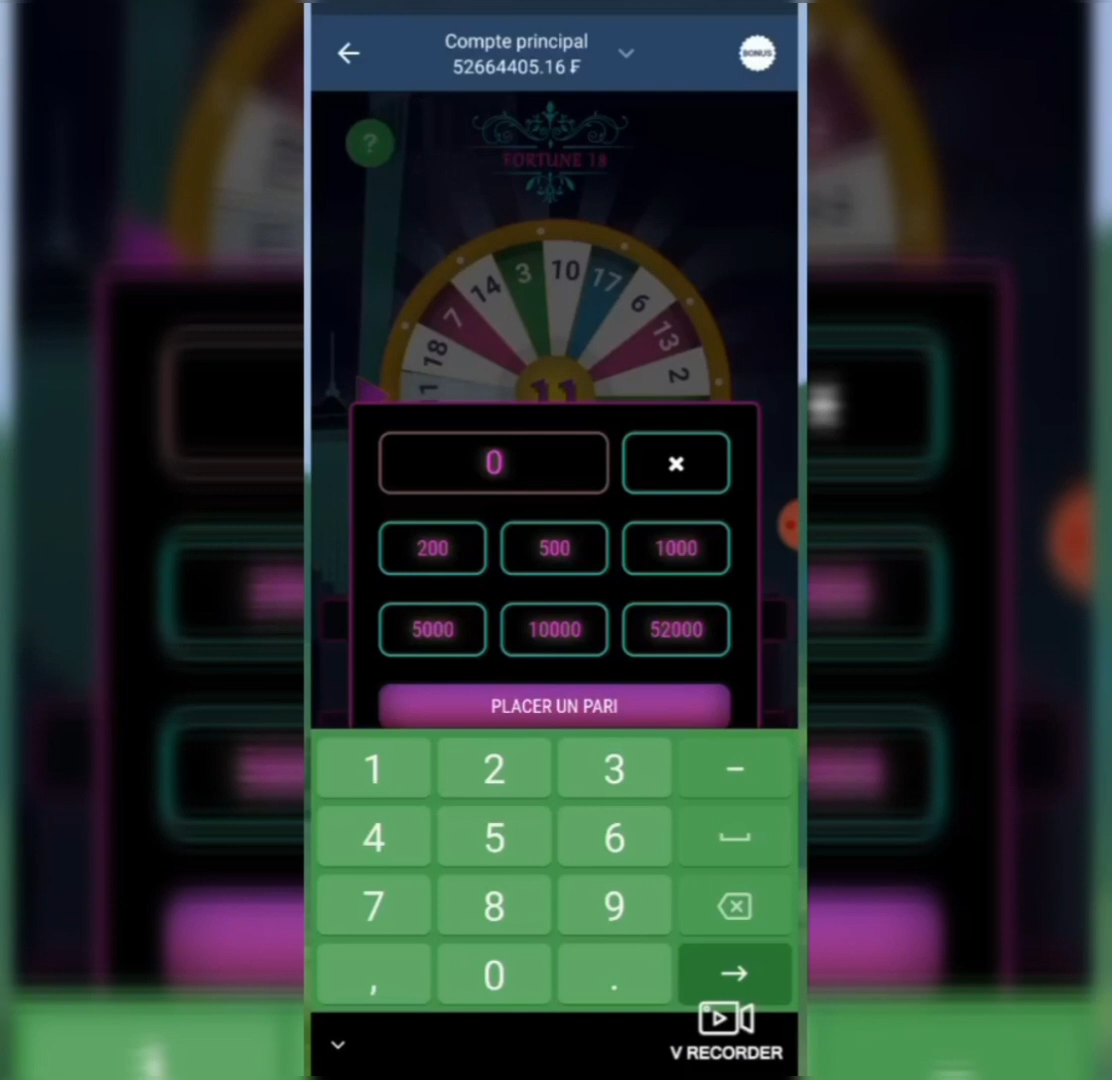 Compte principal
52664405.16 ₣
BONUS
?
FORTUNE 18
18 7 14 3 10 17 6 13 2
11
0
×
200 500 1000
5000 10000 52000
PLACER UN PARI
1 2 3 –
4 5 6
7 8 9
, 0 .
V RECORDER